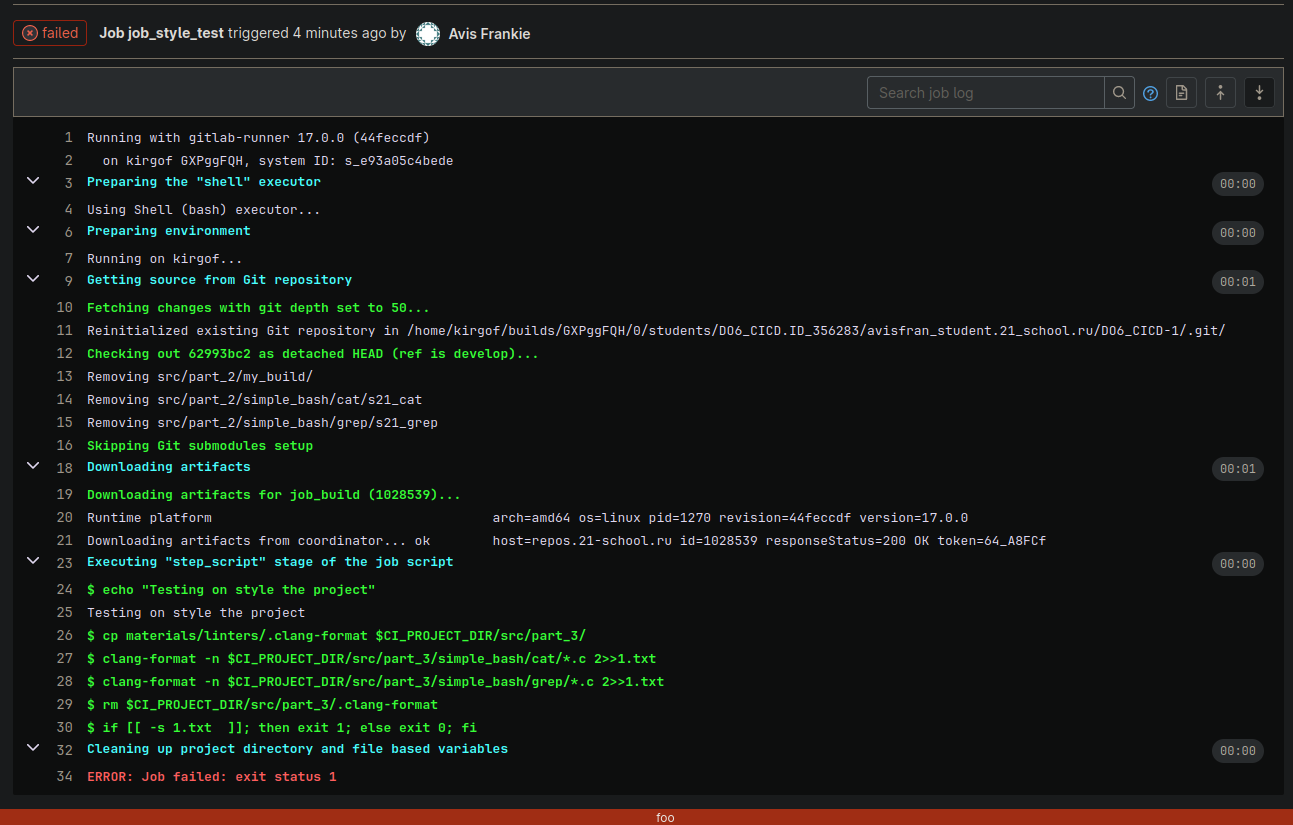 failed Job job_style_test triggered 4 minutes ago by Avis Frankie
Search job log
1 Running with gitlab-runner 17.0.0 (44feccdf)
2 on kirgof GXPggFQH, system ID: s_e93a05c4bede
3 Preparing the "shell" executor 00:00
4 Using Shell (bash) executor...
6 Preparing environment 00:00
7 Running on kirgof...
9 Getting source from Git repository 00:01
10 Fetching changes with git depth set to 50...
11 Reinitialized existing Git repository in /home/kirgof/builds/GXPggFQH/0/students/DO6_CICD.ID_356283/avisfran_student.21_school.ru/DO6_CICD-1/.git/
12 Checking out 62993bc2 as detached HEAD (ref is develop)...
13 Removing src/part_2/my_build/
14 Removing src/part_2/simple_bash/cat/s21_cat
15 Removing src/part_2/simple_bash/grep/s21_grep
16 Skipping Git submodules setup
18 Downloading artifacts 00:01
19 Downloading artifacts for job_build (1028539)...
20 Runtime platform arch=amd64 os=linux pid=1270 revision=44feccdf version=17.0.0
21 Downloading artifacts from coordinator... ok host=repos.21-school.ru id=1028539 responseStatus=200 OK token=64_A8FCf
23 Executing "step_script" stage of the job script 00:00
24 $ echo "Testing on style the project"
25 Testing on style the project
26 $ cp materials/linters/.clang-format $CI_PROJECT_DIR/src/part_3/
27 $ clang-format -n $CI_PROJECT_DIR/src/part_3/simple_bash/cat/*.c 2>>1.txt
28 $ clang-format -n $CI_PROJECT_DIR/src/part_3/simple_bash/grep/*.c 2>>1.txt
29 $ rm $CI_PROJECT_DIR/src/part_3/.clang-format
30 $ if [[ -s 1.txt  ]]; then exit 1; else exit 0; fi
32 Cleaning up project directory and file based variables 00:00
34 ERROR: Job failed: exit status 1
foo